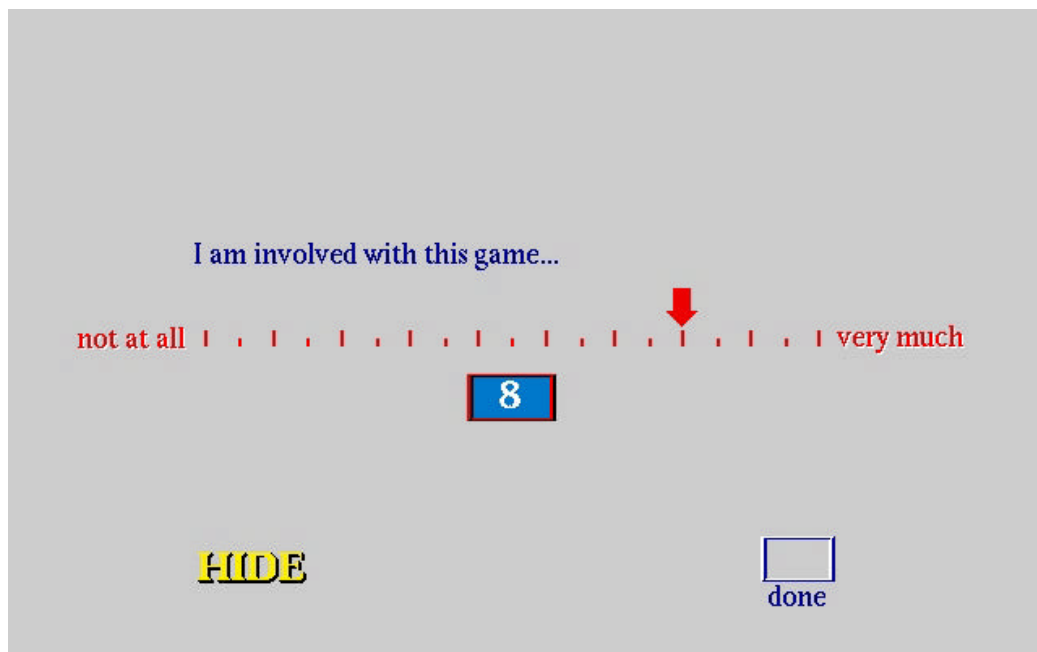 I am involved with this game...
not at all very much
8
HIDE
done